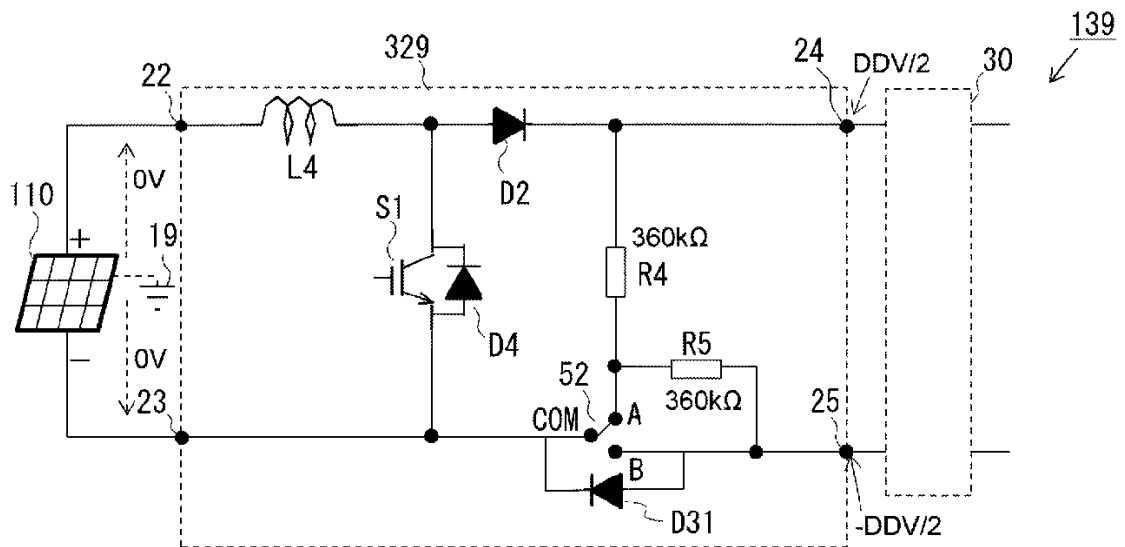 139
329
24
DDV/2
30
22
L4
D2
0V
110
+
19
S1
360kΩ
R4
D4
0V
−
R5
52
23
COM
A
360kΩ
25
B
D31
-DDV/2